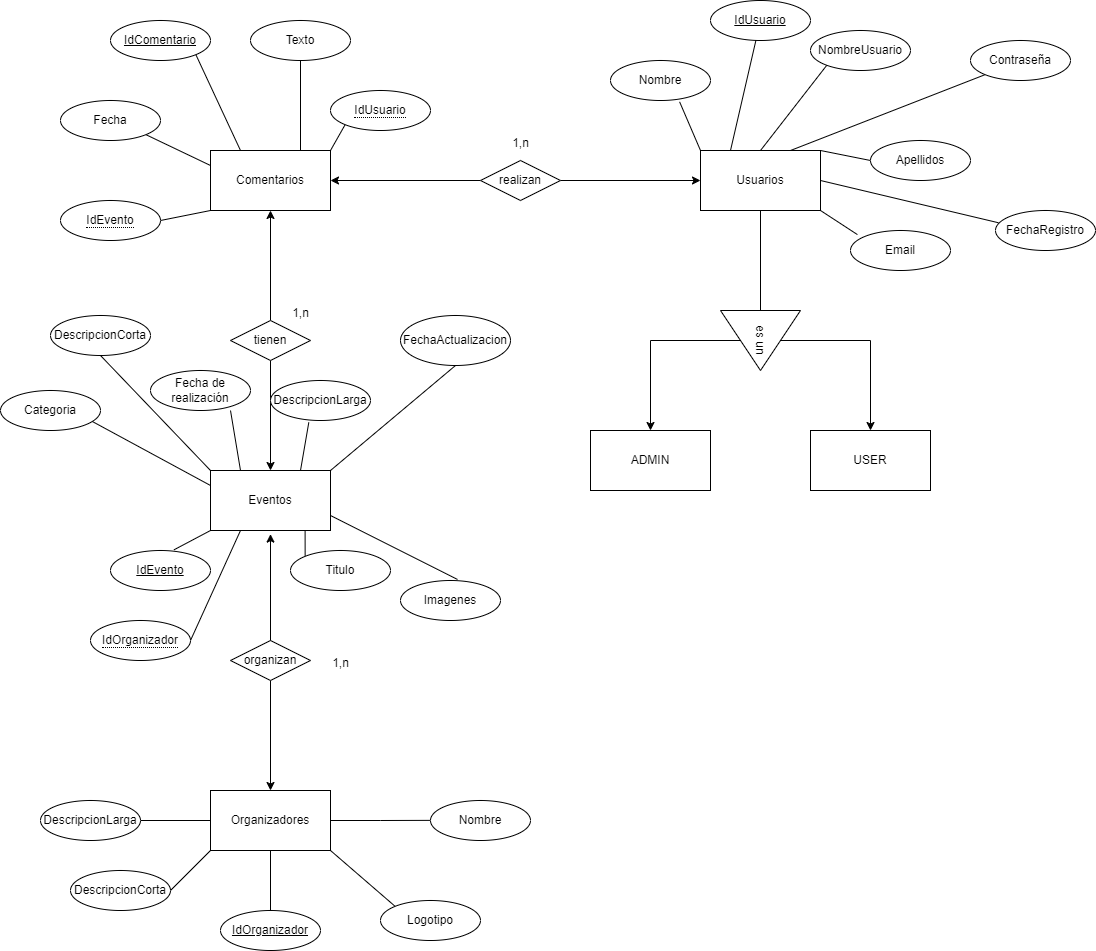 IdUsuario
IdComentario
Texto
NombreUsuario
Contraseña
Nombre
IdUsuario
Fecha
1,n
Comentarios
realizan
Usuarios
Apellidos
IdEvento
FechaRegistro
Email
1,n
DescripcionCorta
tienen
FechaActualizacion
es un
Fecha de
realización
DescripcionLarga
Categoria
ADMIN
USER
Eventos
IdEvento
Titulo
Imagenes
IdOrganizador
organizan
1,n
DescripcionLarga
Organizadores
Nombre
DescripcionCorta
IdOrganizador
Logotipo